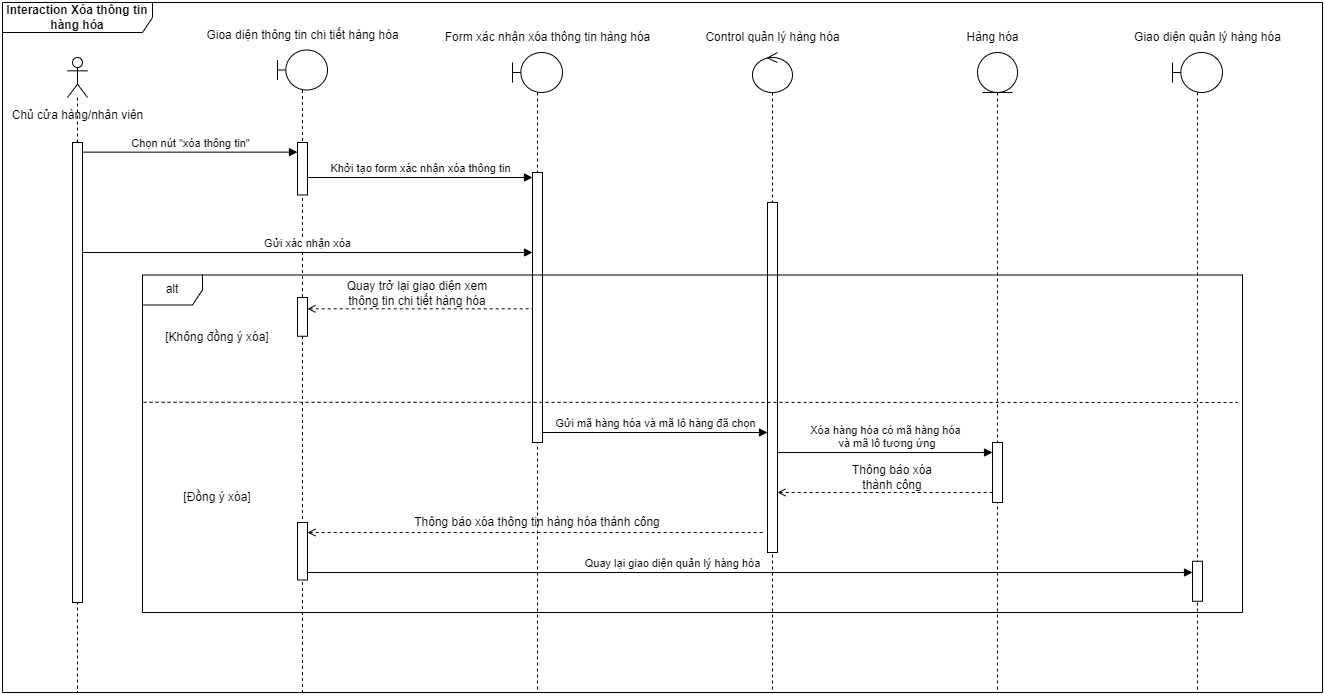 Interaction Xóa thông tin
hàng hóa
Gioa diện thông tin chi tiết hàng hóa
Form xác nhận xóa thông tin hàng hóa
Control quản lý hàng hóa
Hàng hóa
Giao diện quản lý hàng hóa
Chủ cửa hàng/nhân viên
Chọn nút "xóa thông tin"
Khởi tạo form xác nhận xóa thông tin
Gửi xác nhận xóa
alt
Quay trở lại giao diện xem
thông tin chi tiết hàng hóa
[Không đồng ý xóa]
Gửi mã hàng hóa và mã lô hàng đã chọn
Xóa hàng hóa có mã hàng hóa
và mã lô tương ứng
Thông báo xóa
thành công
[Đồng ý xóa]
Thông báo xóa thông tin hàng hóa thành công
Quay lại giao diện quản lý hàng hóa